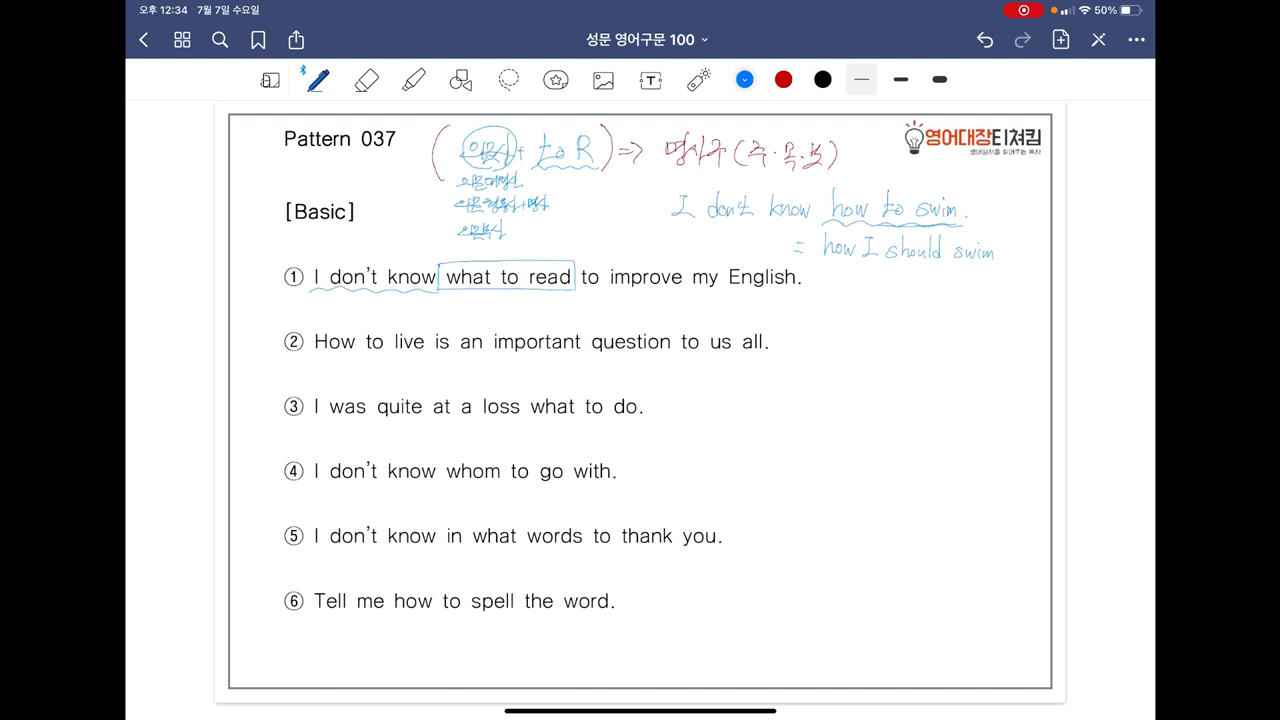 오후 12:34 7월 7일 수요일
50%
성문 영어구문 100
Pattern 037
(의문사 + to R) => 명사구 (주·목·보)
영어대장티쳐킴
의문대명사
의문형용사+명사
의문부사
[Basic]
I don't know how to swim.
= how I should swim
① I don't know what to read to improve my English.
② How to live is an important question to us all.
③ I was quite at a loss what to do.
④ I don't know whom to go with.
⑤ I don't know in what words to thank you.
⑥ Tell me how to spell the word.